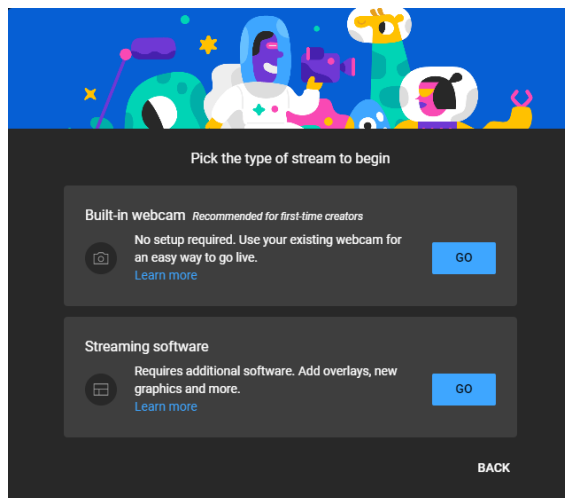 Pick the type of stream to begin
Built-in webcam Recommended for first-time creators
No setup required. Use your existing webcam for
an easy way to go live.
Learn more
GO
Streaming software
Requires additional software. Add overlays, new
graphics and more.
Learn more
GO
BACK